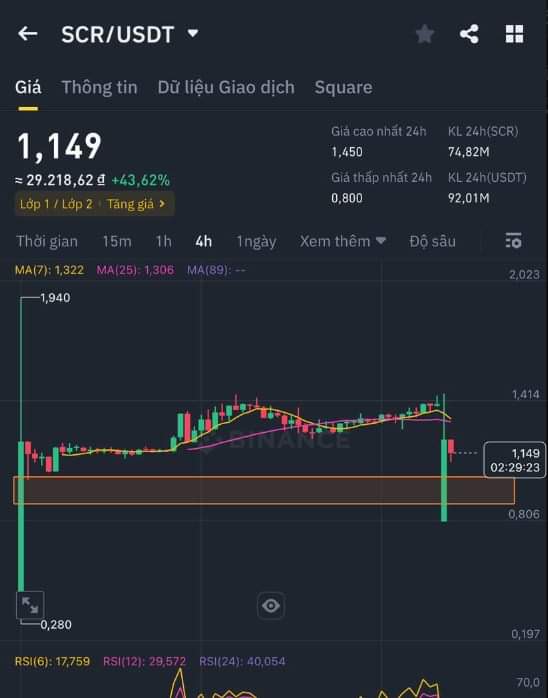 SCR/USDT
Giá Thông tin Dữ liệu Giao dịch Square
1,149
≈ 29.218,62 ₫ +43,62%
Lớp 1 / Lớp 2 Tăng giá >
Giá cao nhất 24h
1,450
KL 24h(SCR)
74,82M
Giá thấp nhất 24h
0,800
KL 24h(USDT)
92,01M
Thời gian 15m 1h 4h 1ngày Xem thêm Độ sâu
MA(7): 1,322 MA(25): 1,306 MA(89): --
2,023
1,940
1,414
BINANCE
1,149
02:29:23
0,806
0,280
0,197
RSI(6): 17,759 RSI(12): 29,572 RSI(24): 40,054
70,0